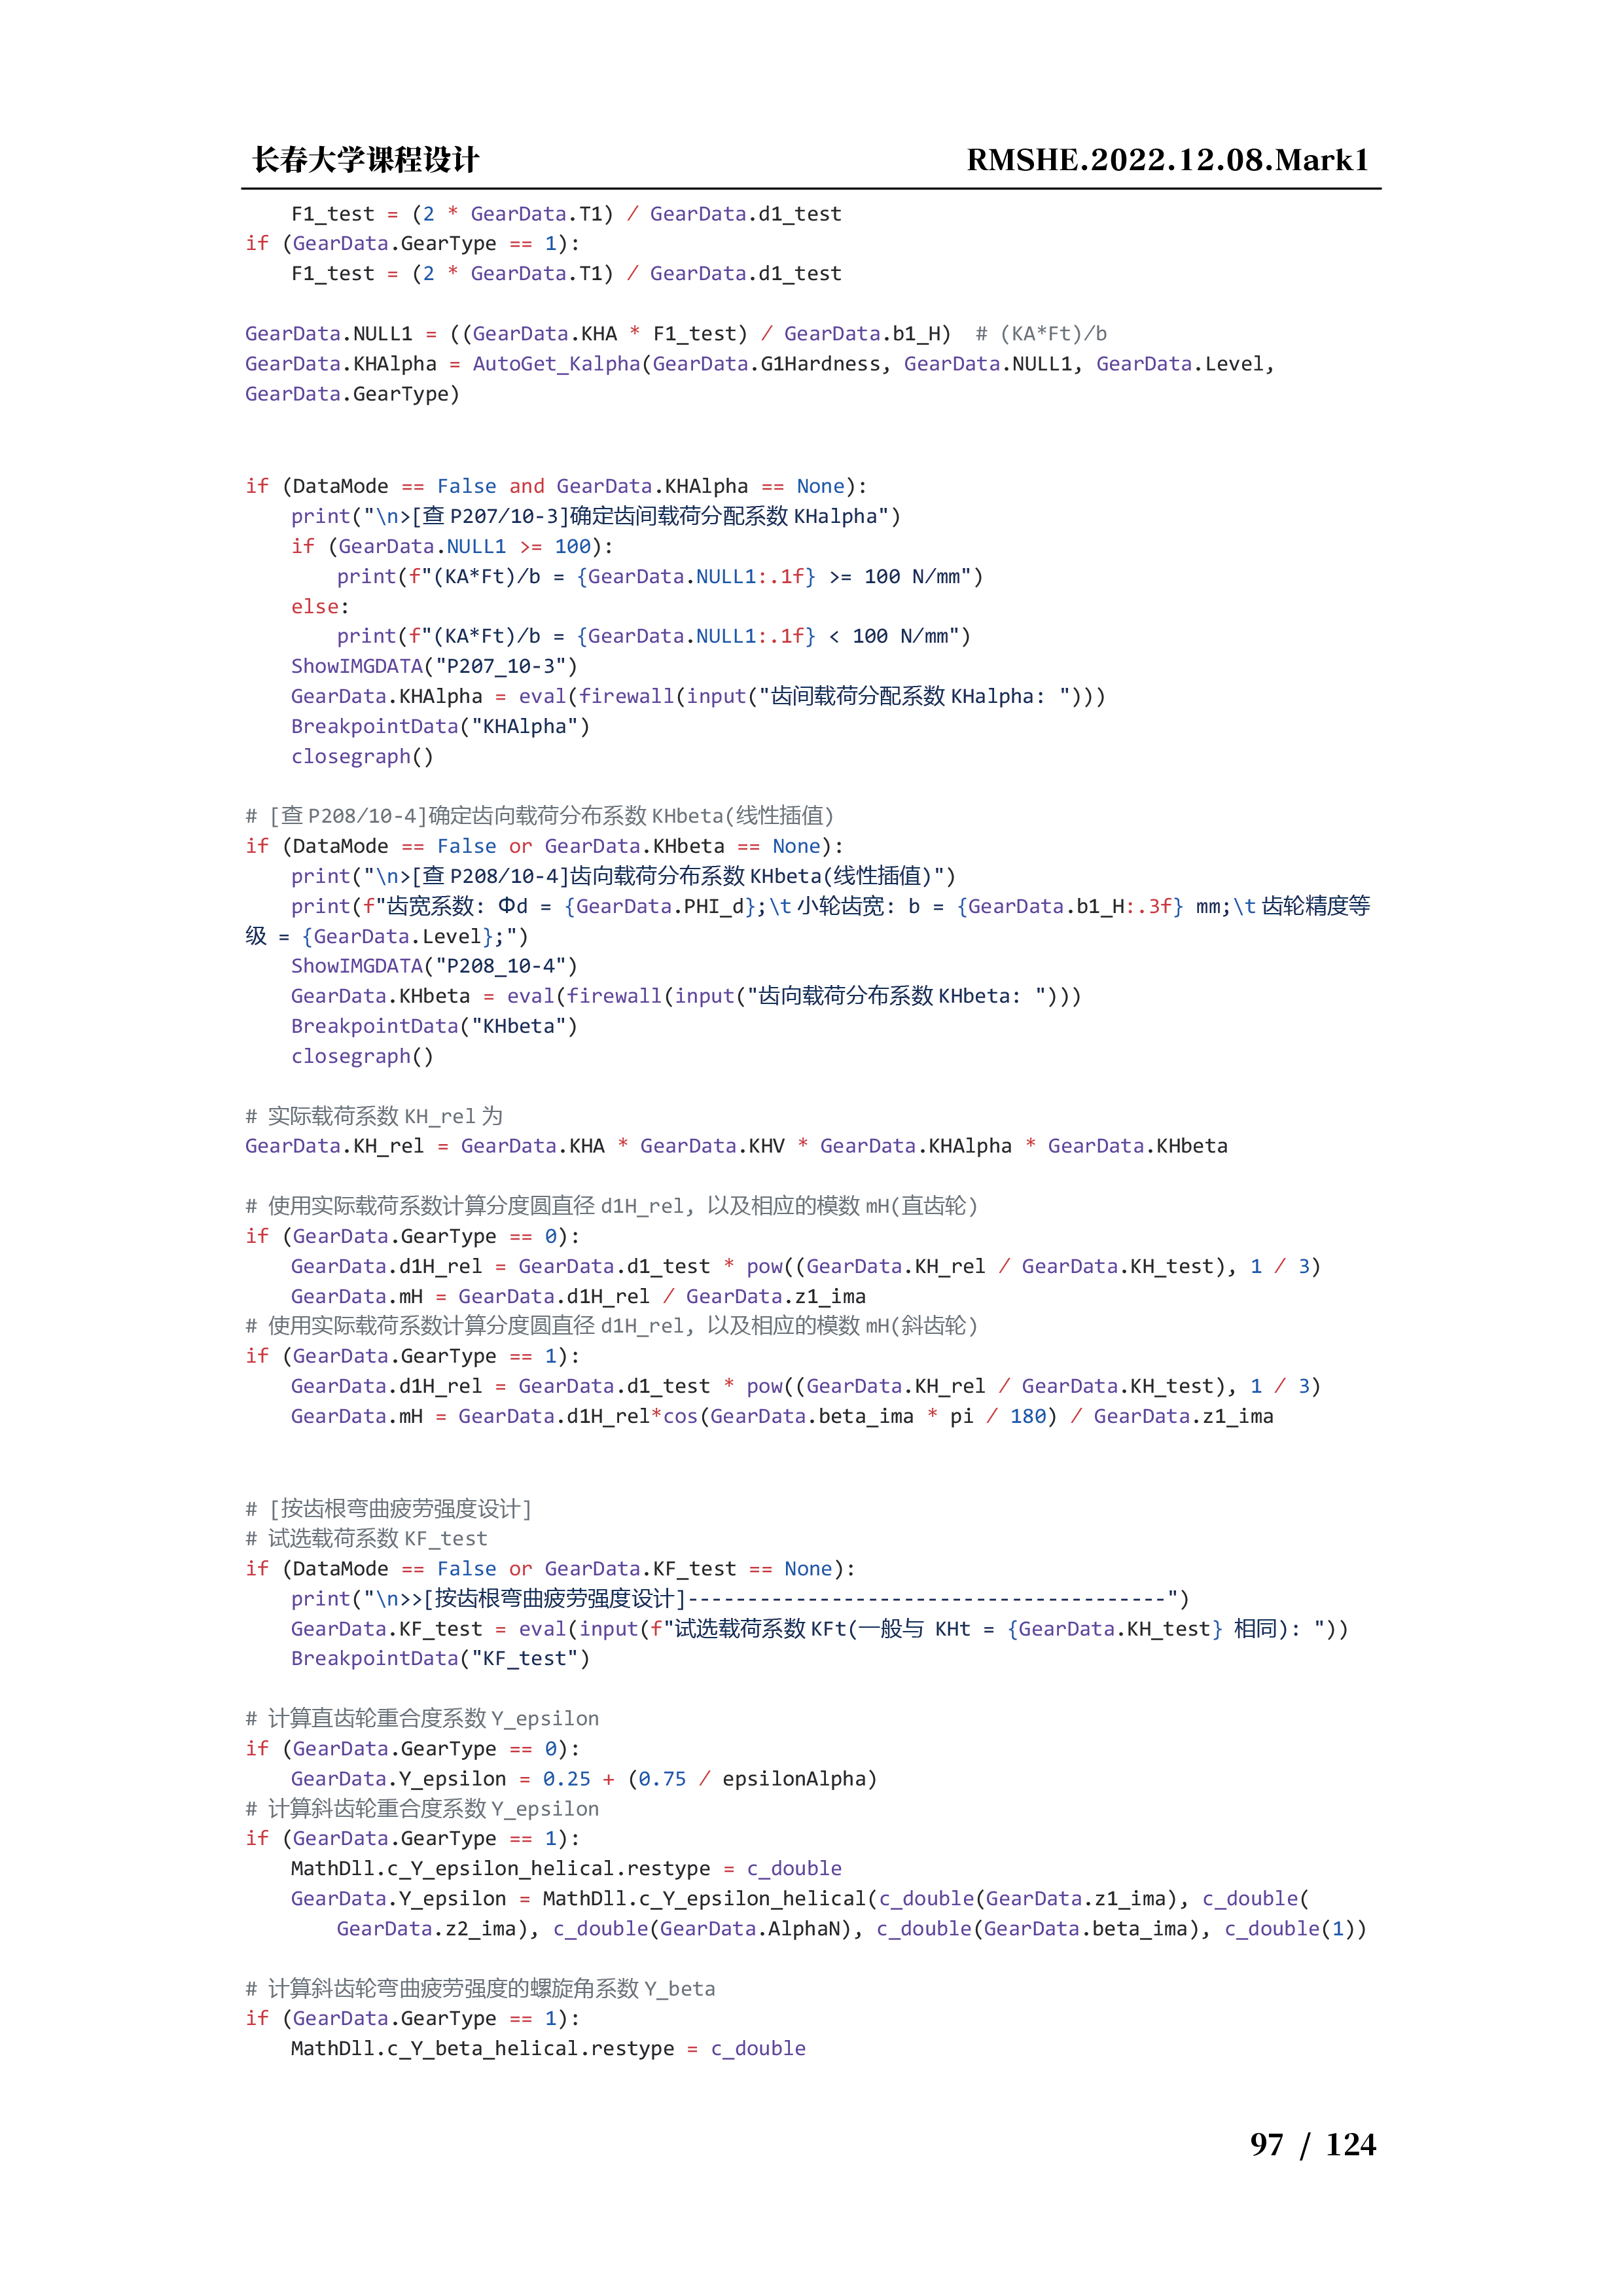 长春大学课程设计
RMSHE.2022.12.08.Mark1
    F1_test = (2 * GearData.T1) / GearData.d1_test
if (GearData.GearType == 1):
    F1_test = (2 * GearData.T1) / GearData.d1_test
GearData.NULL1 = ((GearData.KHA * F1_test) / GearData.b1_H)  # (KA*Ft)/b
GearData.KHAlpha = AutoGet_Kalpha(GearData.G1Hardness, GearData.NULL1, GearData.Level,
GearData.GearType)
if (DataMode == False and GearData.KHAlpha == None):
    print("\n>[查 P207/10-3]确定齿间载荷分配系数 KHalpha")
    if (GearData.NULL1 >= 100):
        print(f"(KA*Ft)/b = {GearData.NULL1:.1f} >= 100 N/mm")
    else:
        print(f"(KA*Ft)/b = {GearData.NULL1:.1f} < 100 N/mm")
    ShowIMGDATA("P207_10-3")
    GearData.KHAlpha = eval(firewall(input("齿间载荷分配系数 KHalpha: ")))
    BreakpointData("KHAlpha")
    closegraph()
# [查 P208/10-4]确定齿向载荷分布系数 KHbeta(线性插值)
if (DataMode == False or GearData.KHbeta == None):
    print("\n>[查 P208/10-4]齿向载荷分布系数 KHbeta(线性插值)")
    print(f"齿宽系数: Φd = {GearData.PHI_d};\t 小轮齿宽: b = {GearData.b1_H:.3f} mm;\t 齿轮精度等
级 = {GearData.Level};")
    ShowIMGDATA("P208_10-4")
    GearData.KHbeta = eval(firewall(input("齿向载荷分布系数 KHbeta: ")))
    BreakpointData("KHbeta")
    closegraph()
# 实际载荷系数 KH_rel 为
GearData.KH_rel = GearData.KHA * GearData.KHV * GearData.KHAlpha * GearData.KHbeta
# 使用实际载荷系数计算分度圆直径 d1H_rel, 以及相应的模数 mH(直齿轮)
if (GearData.GearType == 0):
    GearData.d1H_rel = GearData.d1_test * pow((GearData.KH_rel / GearData.KH_test), 1 / 3)
    GearData.mH = GearData.d1H_rel / GearData.z1_ima
# 使用实际载荷系数计算分度圆直径 d1H_rel, 以及相应的模数 mH(斜齿轮)
if (GearData.GearType == 1):
    GearData.d1H_rel = GearData.d1_test * pow((GearData.KH_rel / GearData.KH_test), 1 / 3)
    GearData.mH = GearData.d1H_rel*cos(GearData.beta_ima * pi / 180) / GearData.z1_ima
# [按齿根弯曲疲劳强度设计]
# 试选载荷系数 KF_test
if (DataMode == False or GearData.KF_test == None):
    print("\n>>[按齿根弯曲疲劳强度设计]----------------------------------------")
    GearData.KF_test = eval(input(f"试选载荷系数 KFt(一般与 KHt = {GearData.KH_test} 相同): "))
    BreakpointData("KF_test")
# 计算直齿轮重合度系数 Y_epsilon
if (GearData.GearType == 0):
    GearData.Y_epsilon = 0.25 + (0.75 / epsilonAlpha)
# 计算斜齿轮重合度系数 Y_epsilon
if (GearData.GearType == 1):
    MathDll.c_Y_epsilon_helical.restype = c_double
    GearData.Y_epsilon = MathDll.c_Y_epsilon_helical(c_double(GearData.z1_ima), c_double(
        GearData.z2_ima), c_double(GearData.AlphaN), c_double(GearData.beta_ima), c_double(1))
# 计算斜齿轮弯曲疲劳强度的螺旋角系数 Y_beta
if (GearData.GearType == 1):
    MathDll.c_Y_beta_helical.restype = c_double
97 / 124